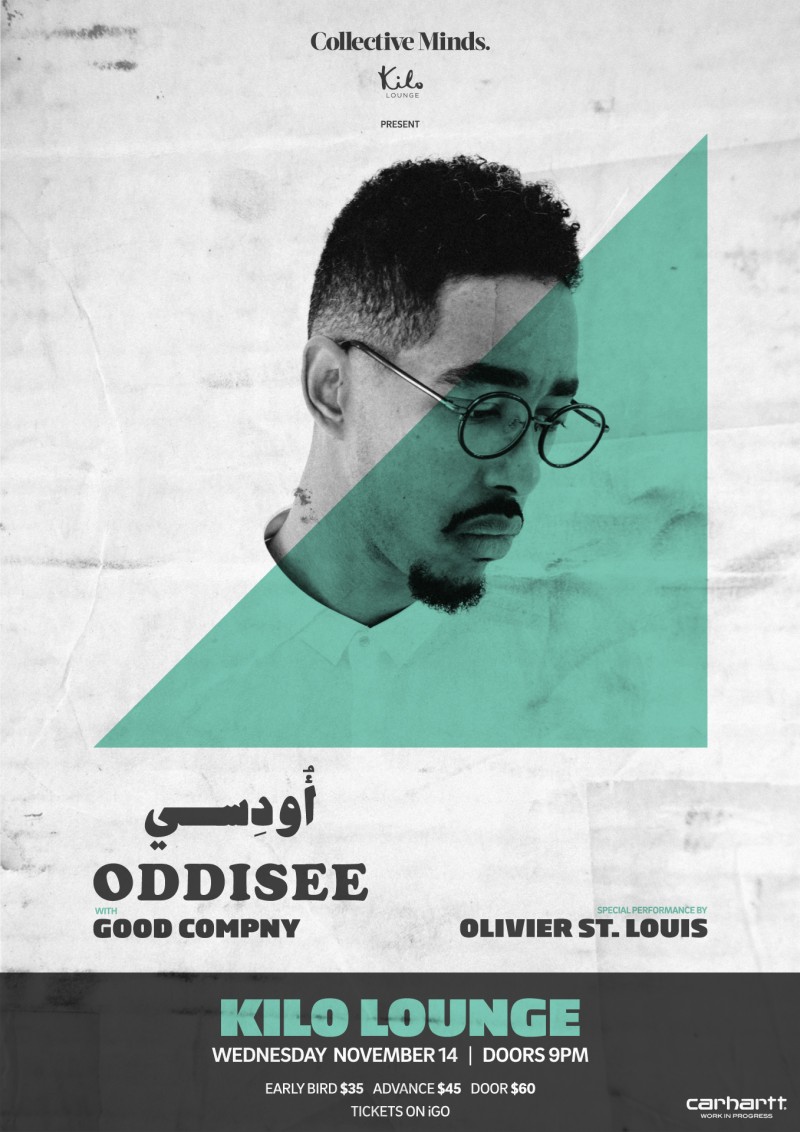 Collective Minds.
Kilo
LOUNGE
PRESENT
أُودِسي
ODDISEE
WITH
GOOD COMPNY
SPECIAL PERFORMANCE BY
OLIVIER ST. LOUIS
KILO LOUNGE
WEDNESDAY NOVEMBER 14 | DOORS 9PM
EARLY BIRD $35 ADVANCE $45 DOOR $60
TICKETS ON iGO
carhartt.
WORK IN PROGRESS